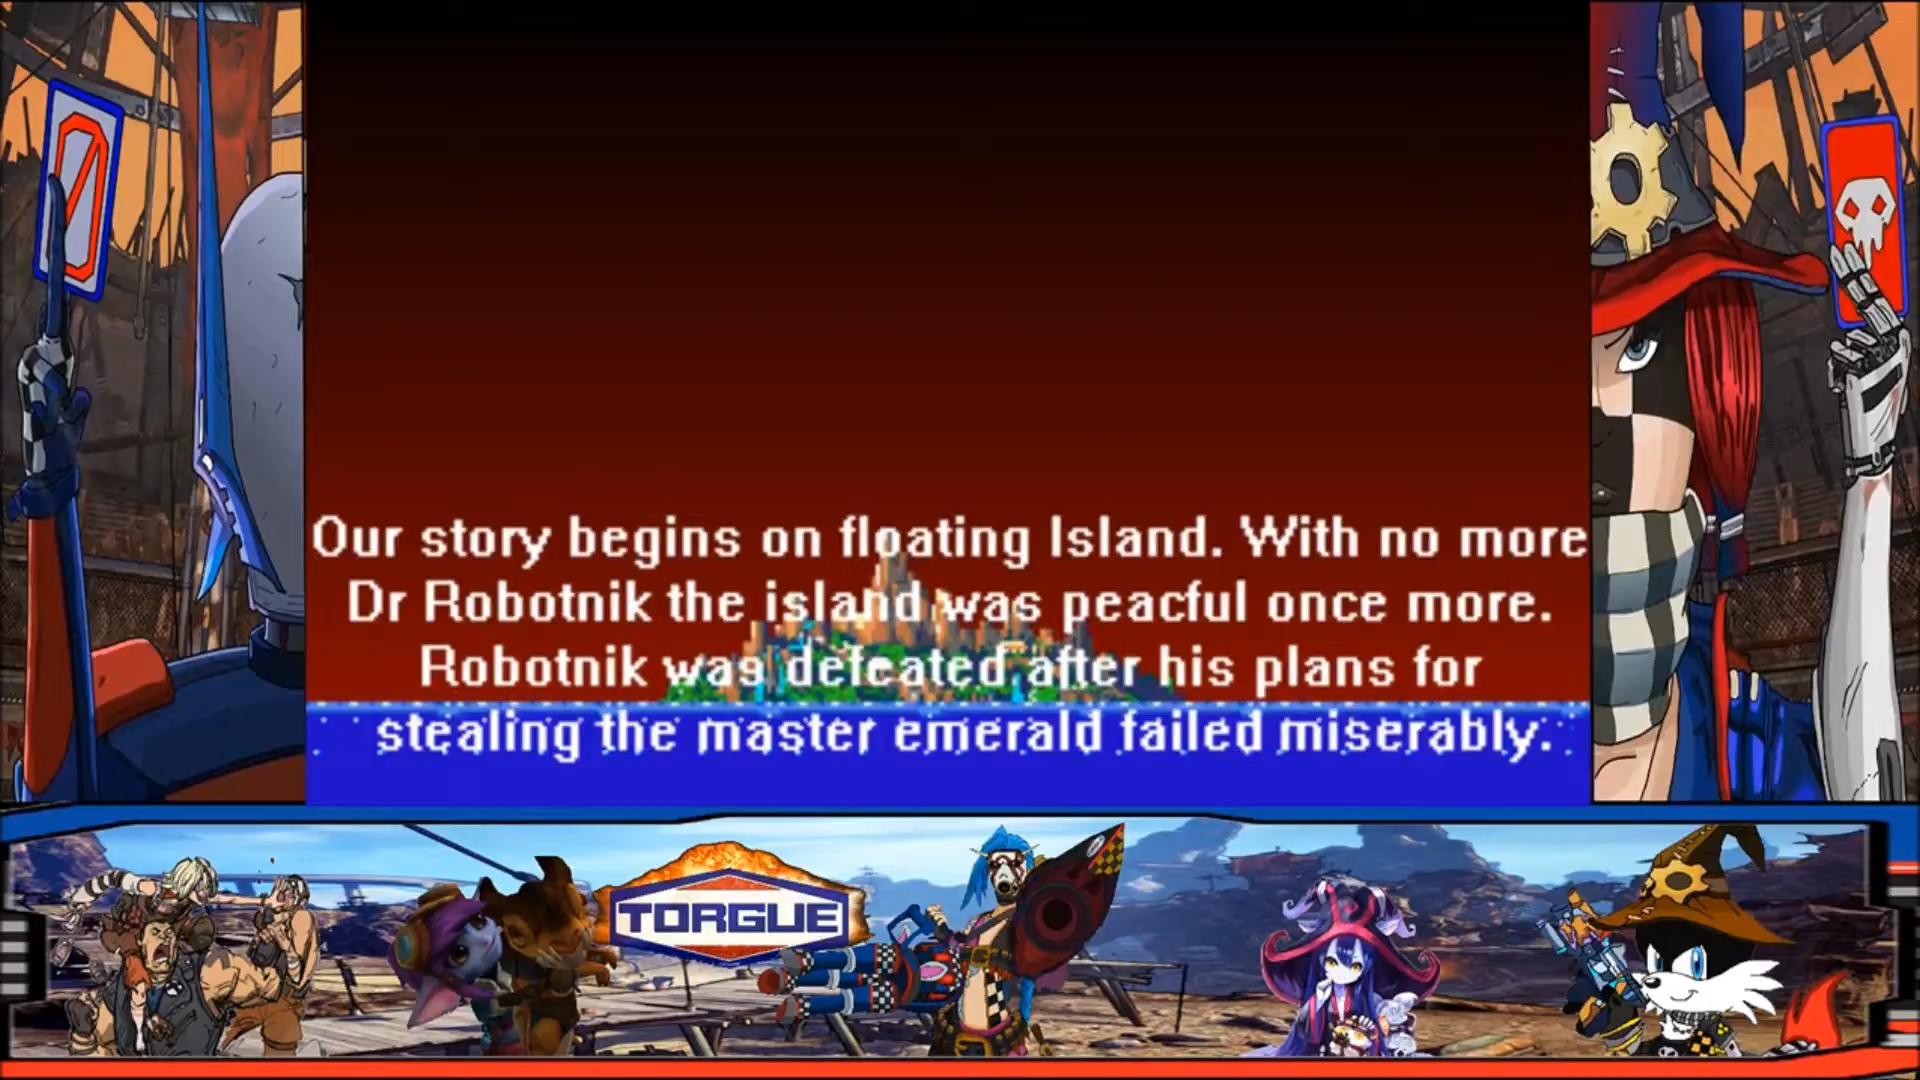 Our story begins on floating Island. With no more
Dr Robotnik the island was peacful once more.
Robotnik was defeated after his plans for
stealing the master emerald failed miserably.
TORGUE